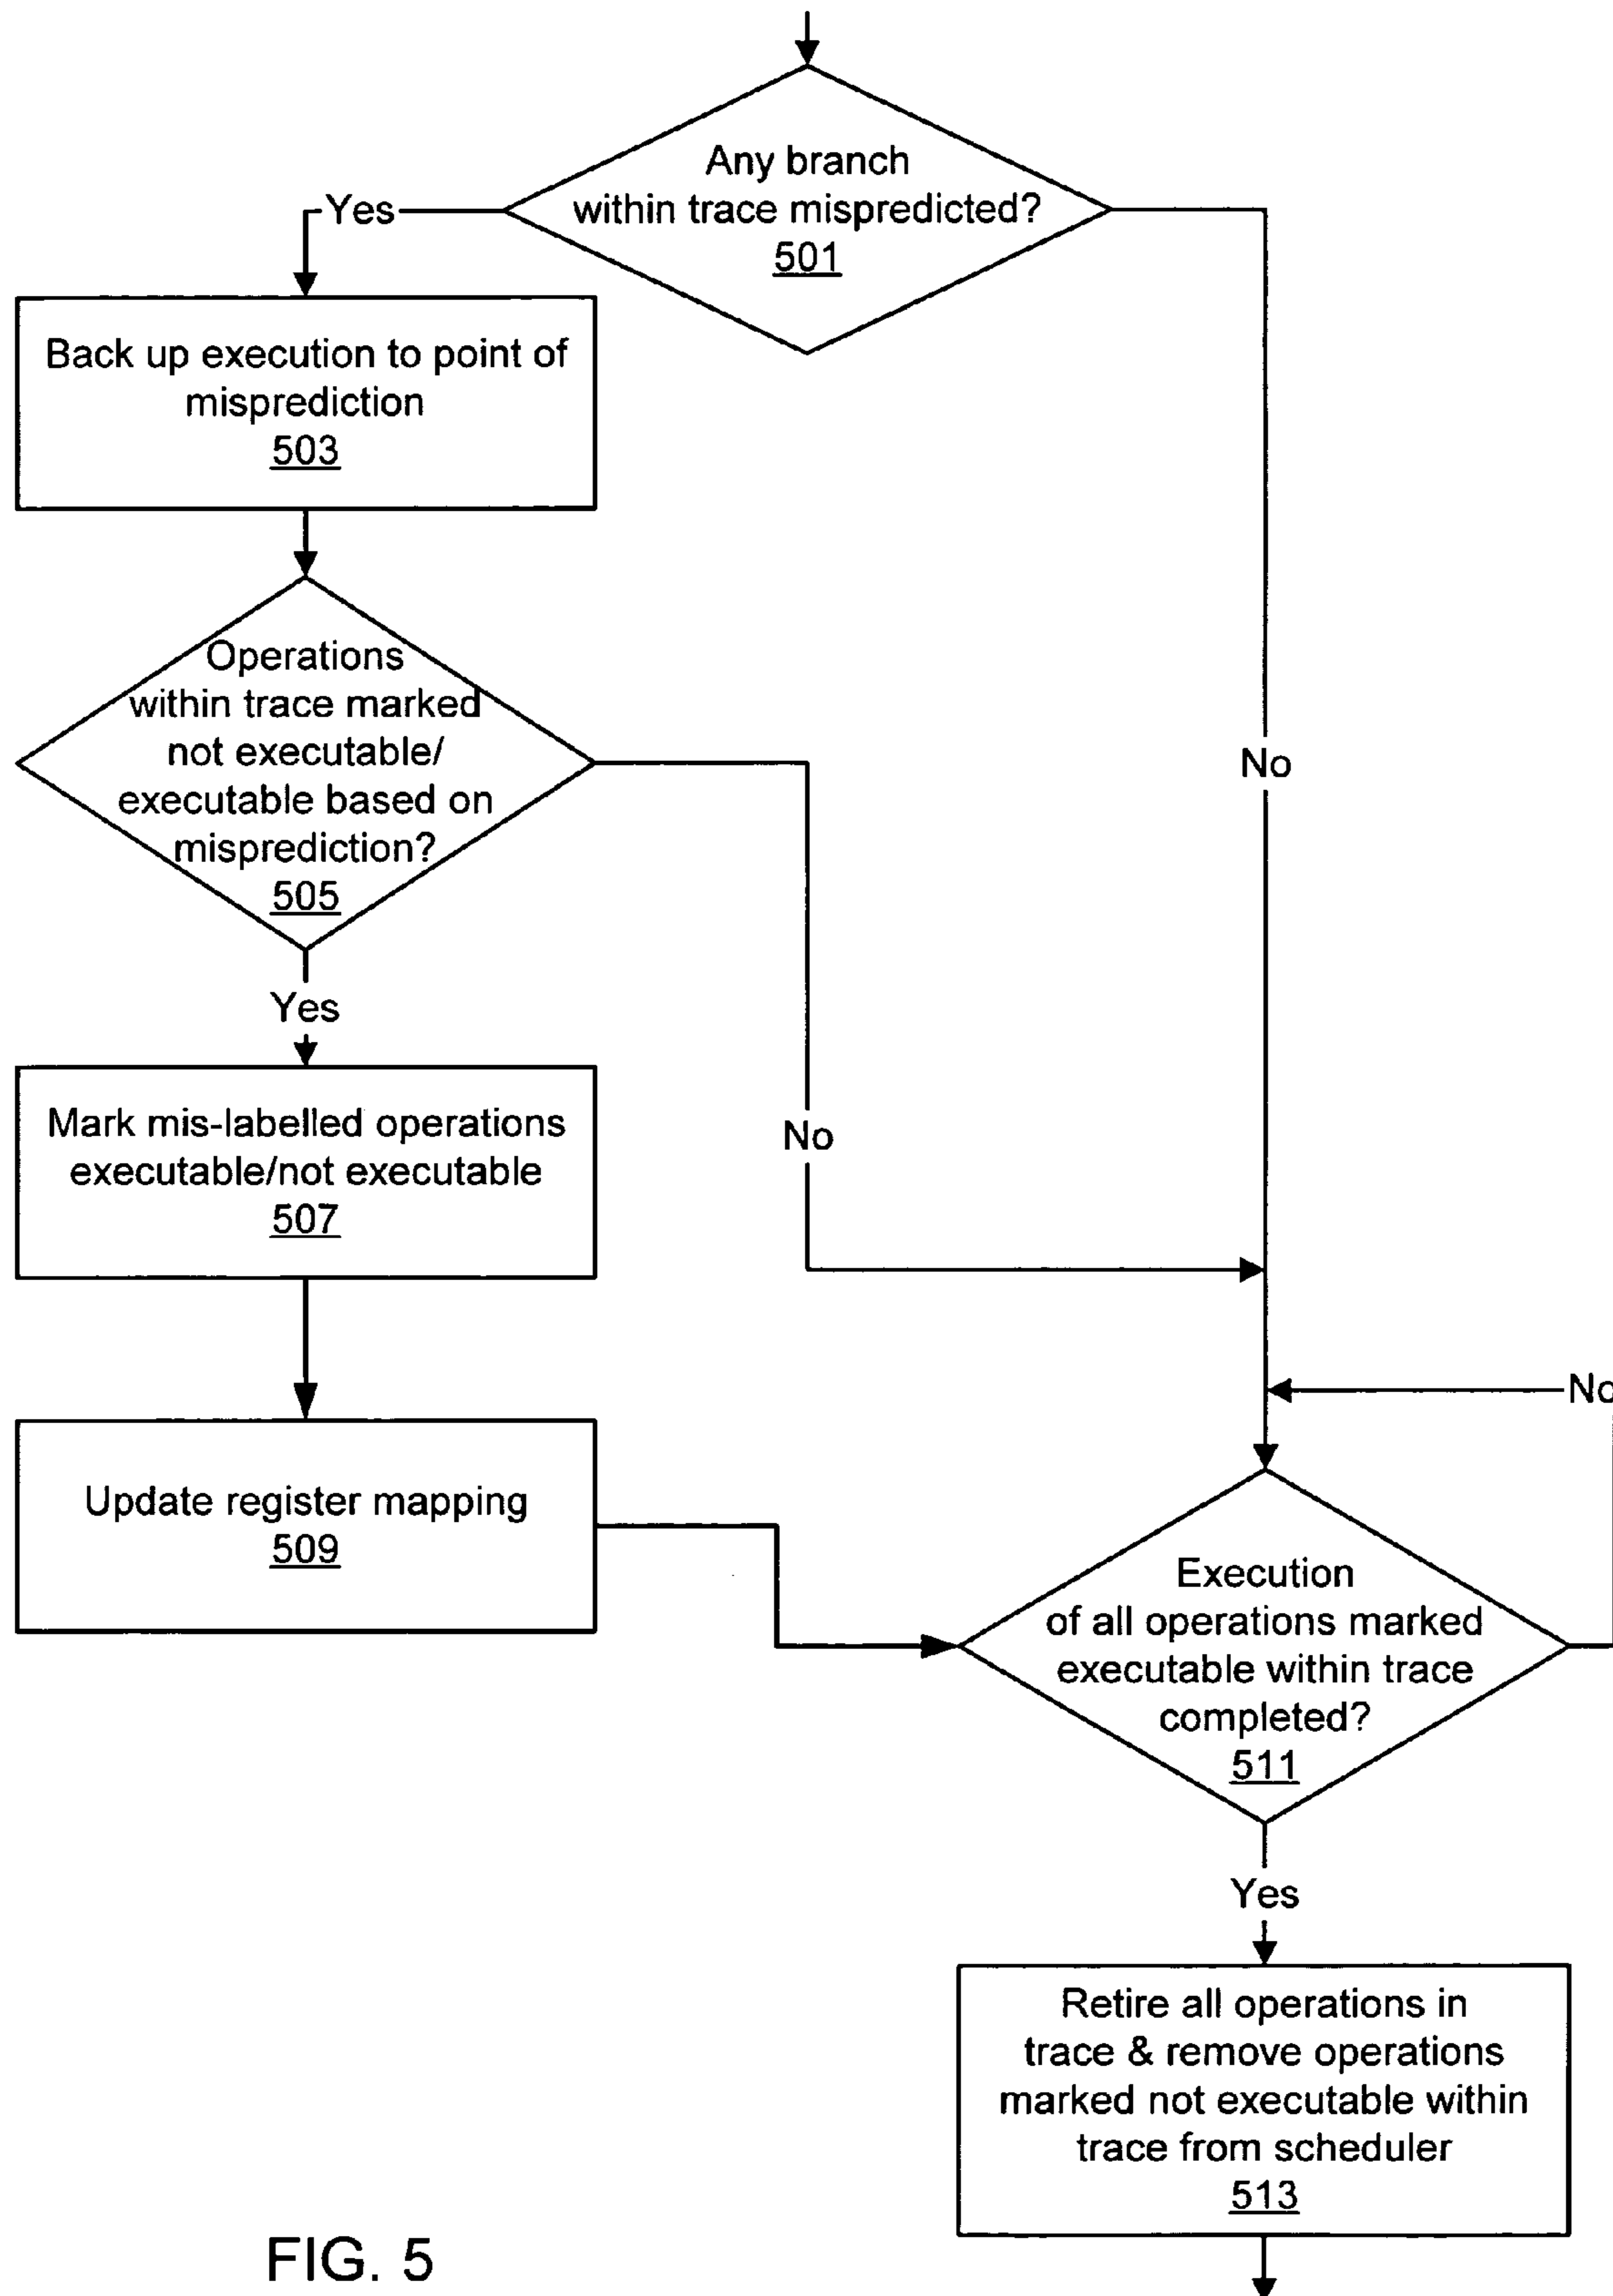 Any branch
within trace mispredicted?
501
Yes
Back up execution to point of
misprediction
503
Operations
within trace marked
not executable/
executable based on
misprediction?
505
No
Yes
Mark mis-labelled operations
executable/not executable
507
No
No
Update register mapping
509
Execution
of all operations marked
executable within trace
completed?
511
Yes
Retire all operations in
trace & remove operations
marked not executable within
trace from scheduler
513
FIG. 5